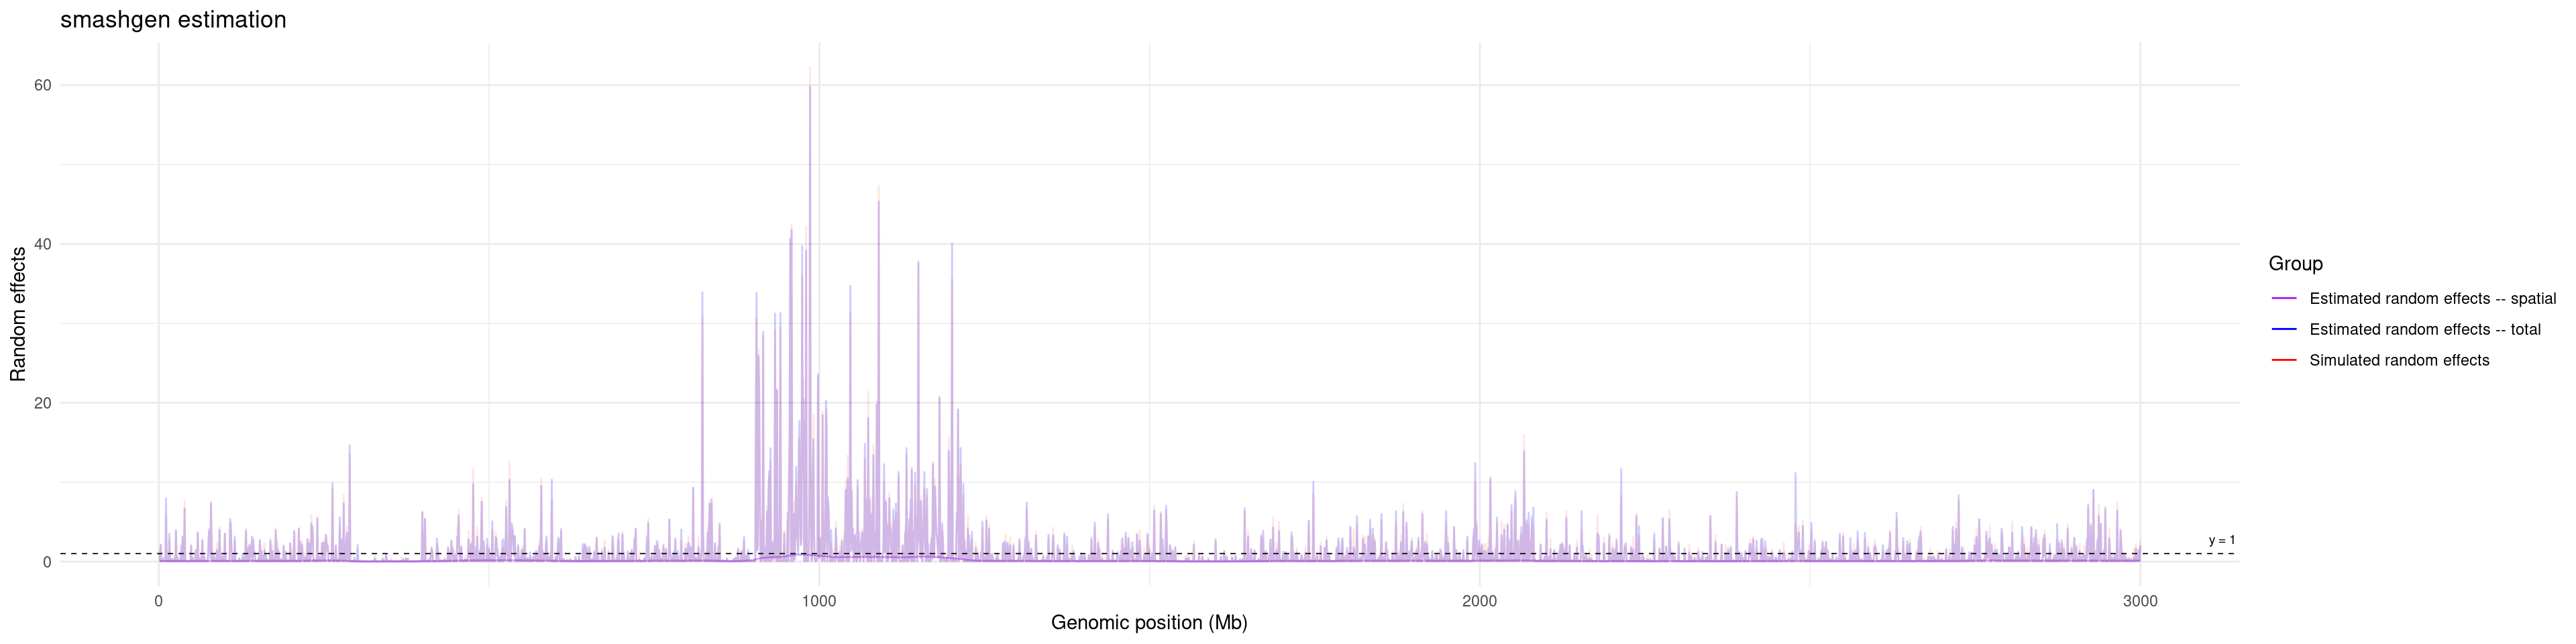 smashgen estimation
Random effects
60
40
20
0
y = 1
0
1000
2000
3000
Genomic position (Mb)
Group
Estimated random effects -- spatial
Estimated random effects -- total
Simulated random effects